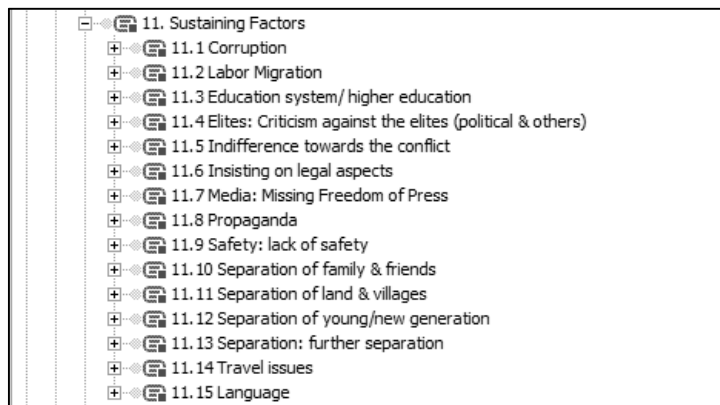 11. Sustaining Factors
11.1 Corruption
11.2 Labor Migration
11.3 Education system/ higher education
11.4 Elites: Criticism against the elites (political & others)
11.5 Indifference towards the conflict
11.6 Insisting on legal aspects
11.7 Media: Missing Freedom of Press
11.8 Propaganda
11.9 Safety: lack of safety
11.10 Separation of family & friends
11.11 Separation of land & villages
11.12 Separation of young/new generation
11.13 Separation: further separation
11.14 Travel issues
11.15 Language